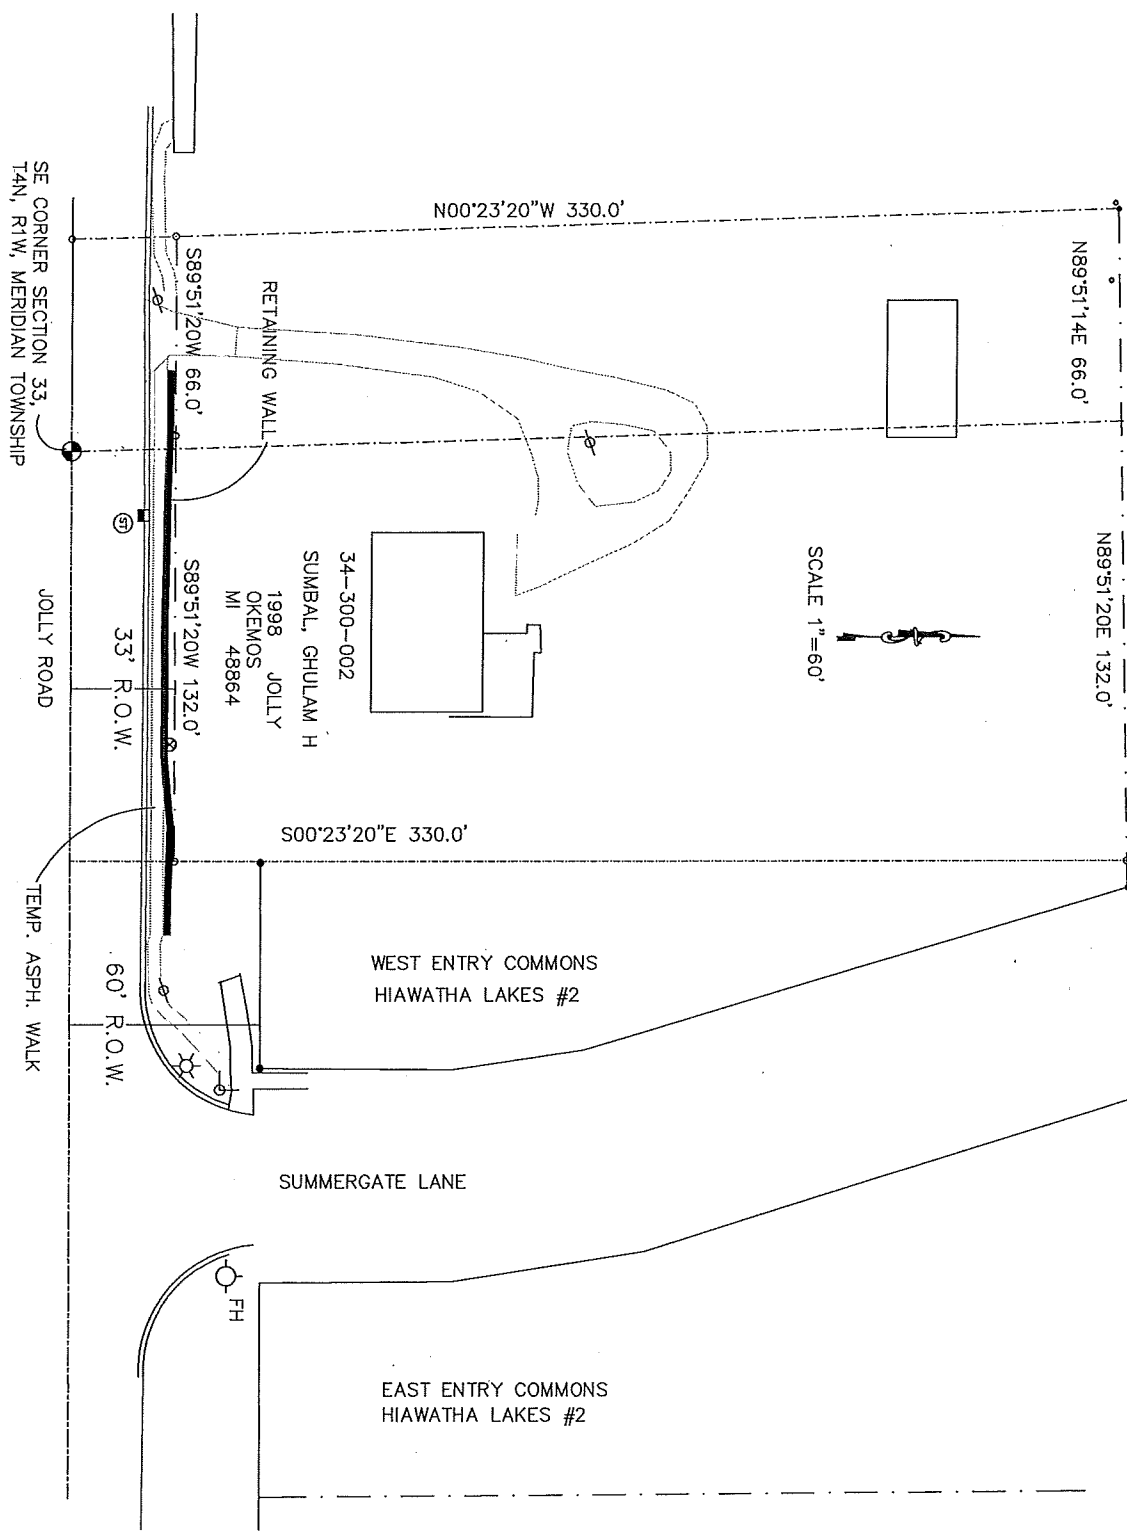 N00°23'20"W 330.0'
N89°51'14E 66.0'
S89°51'20W 66.0'
RETAINING WALL
SE CORNER SECTION 33,
T4N, R1W, MERIDIAN TOWNSHIP
N89°51'20E 132.0'
SCALE 1"=60'
34-300-002
SUMBAL, GHULAM H
1998 JOLLY
OKEMOS
MI 48864
S89°51'20W 132.0'
ST
33' R.O.W.
JOLLY ROAD
S00°23'20"E 330.0'
TEMP. ASPH. WALK
60' R.O.W.
WEST ENTRY COMMONS
HIAWATHA LAKES #2
SUMMERGATE LANE
FH
EAST ENTRY COMMONS
HIAWATHA LAKES #2